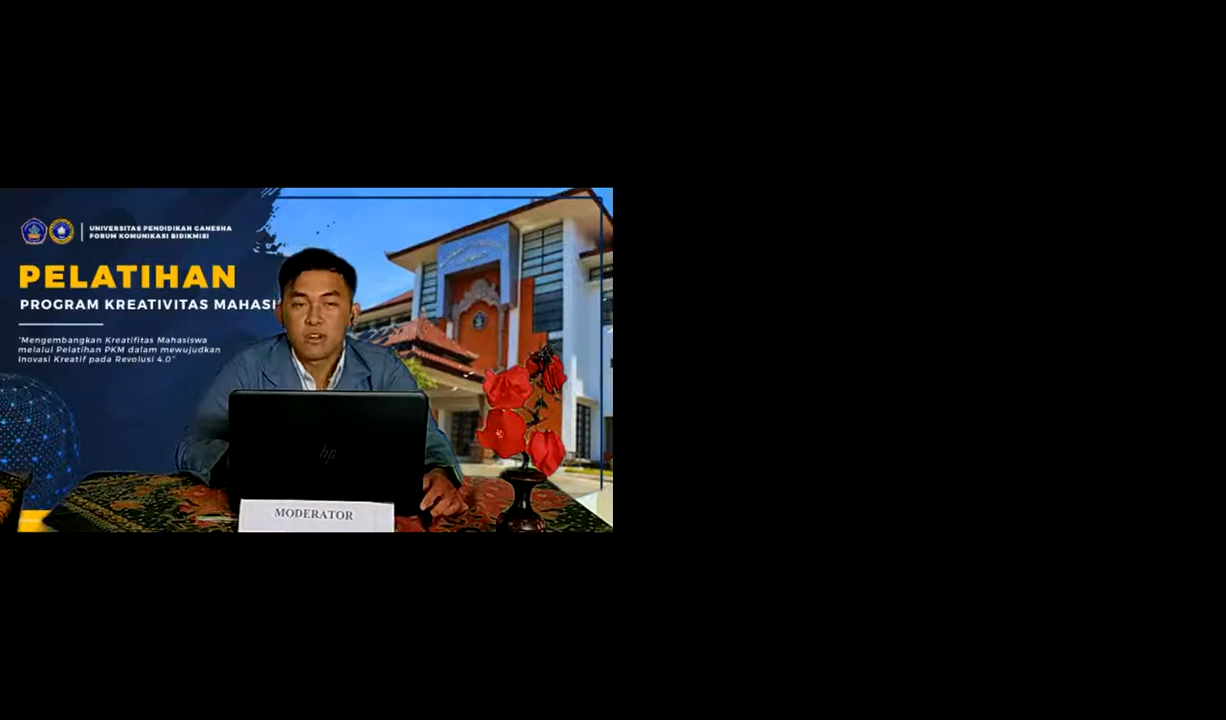 UNIVERSITAS PENDIDIKAN GANESHA
FORUM KOMUNIKASI BIDIKMISI
PELATIHAN
PROGRAM KREATIVITAS MAHASI
"Mengembangkan Kreatifitas Mahasiswa
melalui Pelatihan PKM dalam mewujudkan
Inovasi Kreatif pada Revolusi 4.0"
hp
MODERATOR